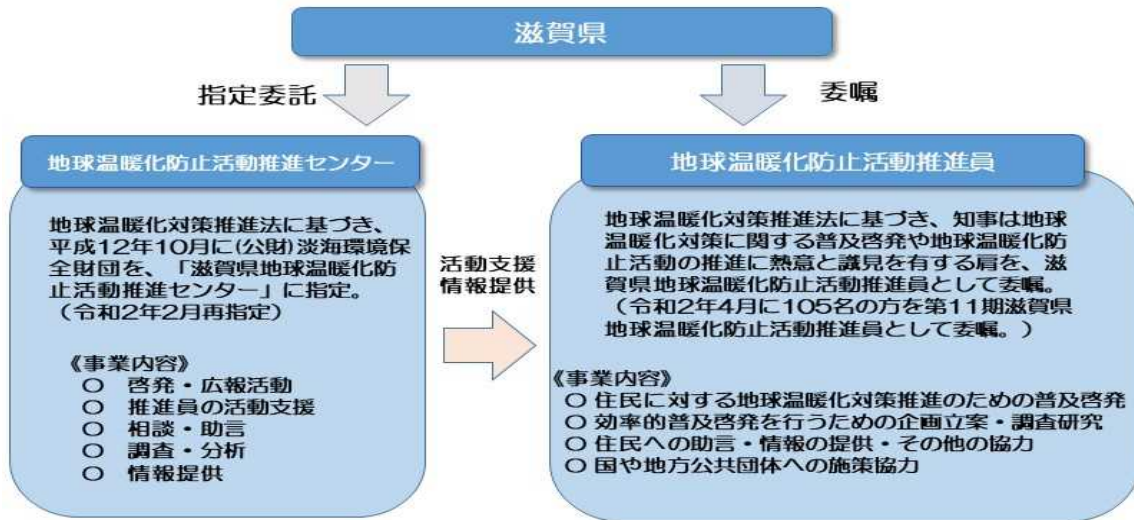 滋賀県
指定委託
委嘱
地球温暖化防止活動推進センター
地球温暖化対策推進法に基づき、
平成12年10月に(公財)淡海環境保
全財団を、「滋賀県地球温暖化防
止活動推進センター」に指定。
(令和2年2月再指定)
《事業内容》
○ 啓発・広報活動
○ 推進員の活動支援
○ 相談・助言
○ 調査・分析
○ 情報提供
活動支援
情報提供
地球温暖化防止活動推進員
地球温暖化対策推進法に基づき、知事は地球
温暖化対策に関する普及啓発や地球温暖化防
止活動の推進に熱意と識見を有する肩を、滋
賀県地球温暖化防止活動推進員として委嘱。
(令和2年4月に105名の方を第11期滋賀県
地球温暖化防止活動推進員として委嘱。)
《事業内容》
○ 住民に対する地球温暖化対策推進のための普及啓発
○ 効率的普及啓発を行うための企画立案・調査研究
○ 住民への助言・情報の提供・その他の協力
○ 国や地方公共団体への施策協力